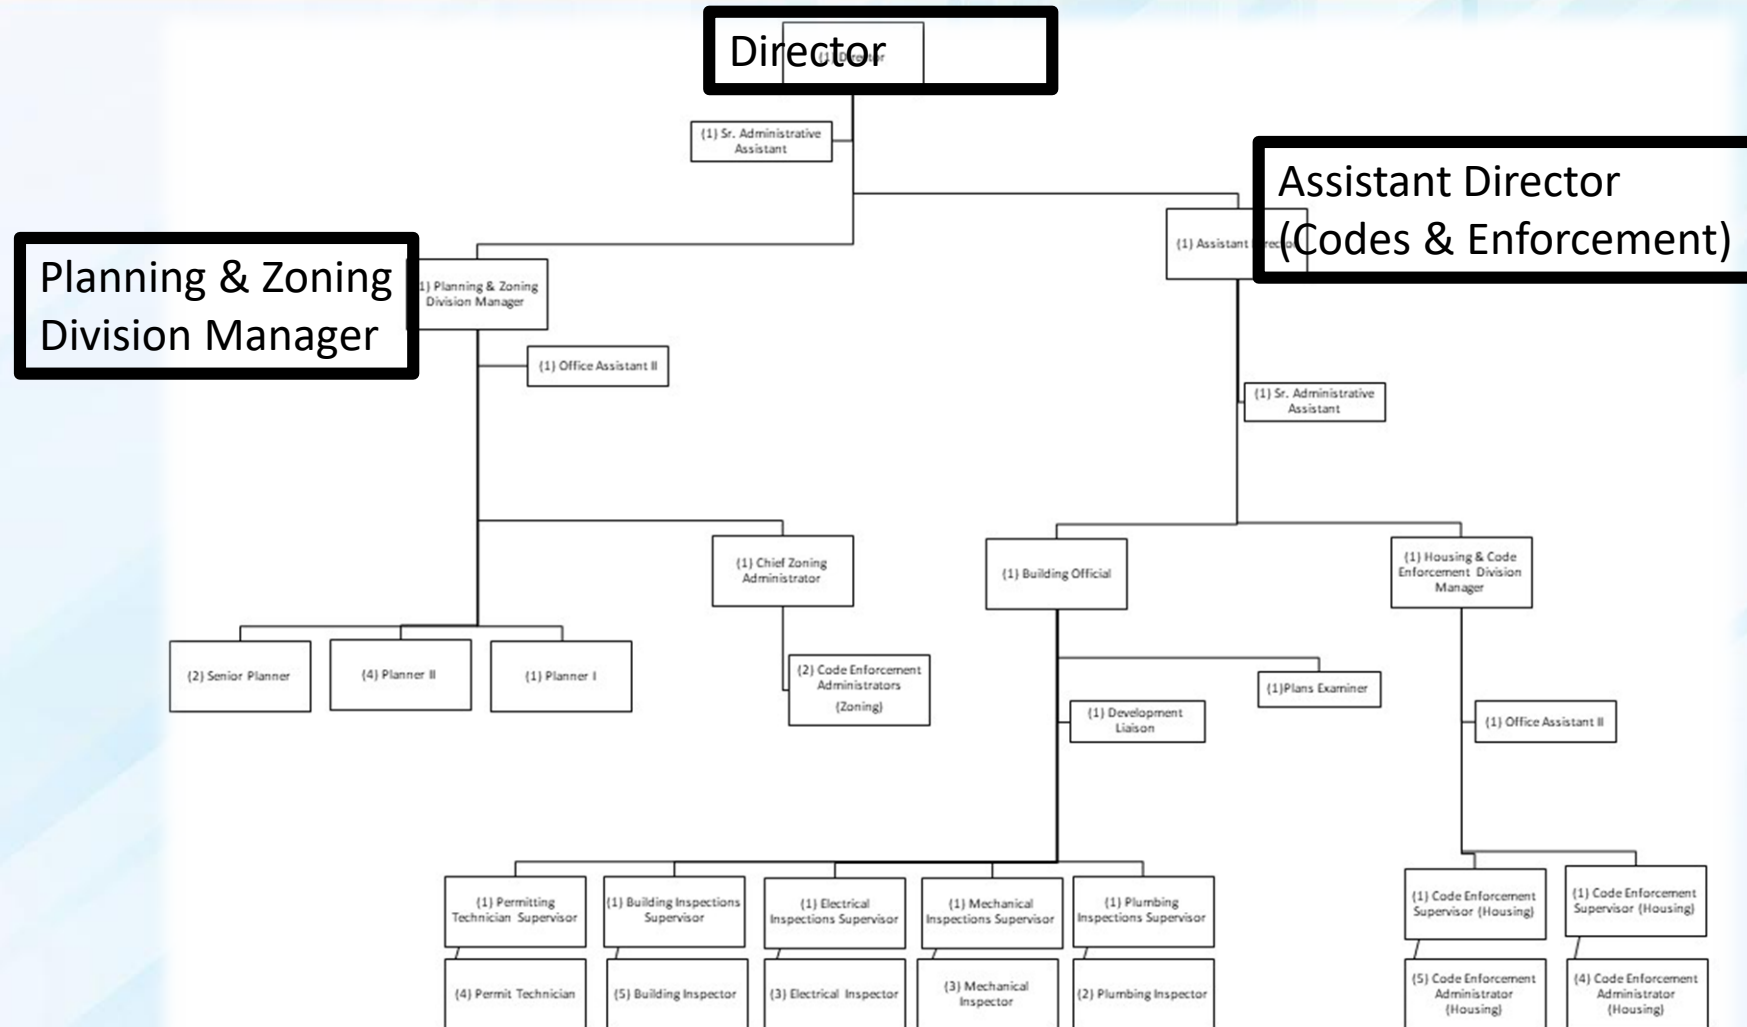 Director
(1) Director
(1) Sr. Administrative
Assistant
Assistant Director
(Codes & Enforcement)
(1) Assistant Director
Planning & Zoning
Division Manager
1) Planning & Zoning
Division Manager
(1) Office Assistant II
(1) Sr. Administrative
Assistant
(1) Chief Zoning
Administrator
(1) Building Official
(1) Housing & Code
Enforcement Division
Manager
(2) Senior Planner
(4) Planner II
(1) Planner I
(2) Code Enforcement
Administrators
(Zoning)
(1)Plans Examiner
(1) Development
Liaison
(1) Office Assistant II
(1) Permitting
Technician Supervisor
(1) Building Inspections
Supervisor
(1) Electrical
Inspections Supervisor
(1) Mechanical
Inspections Supervisor
(1) Plumbing
Inspections Supervisor
(1) Code Enforcement
Supervisor (Housing)
(1) Code Enforcement
Supervisor (Housing)
(4) Permit Technician
(5) Building Inspector
(3) Electrical Inspector
(3) Mechanical
Inspector
(2) Plumbing Inspector
(5) Code Enforcement
Administrator
(Housing)
(4) Code Enforcement
Administrator
(Housing)